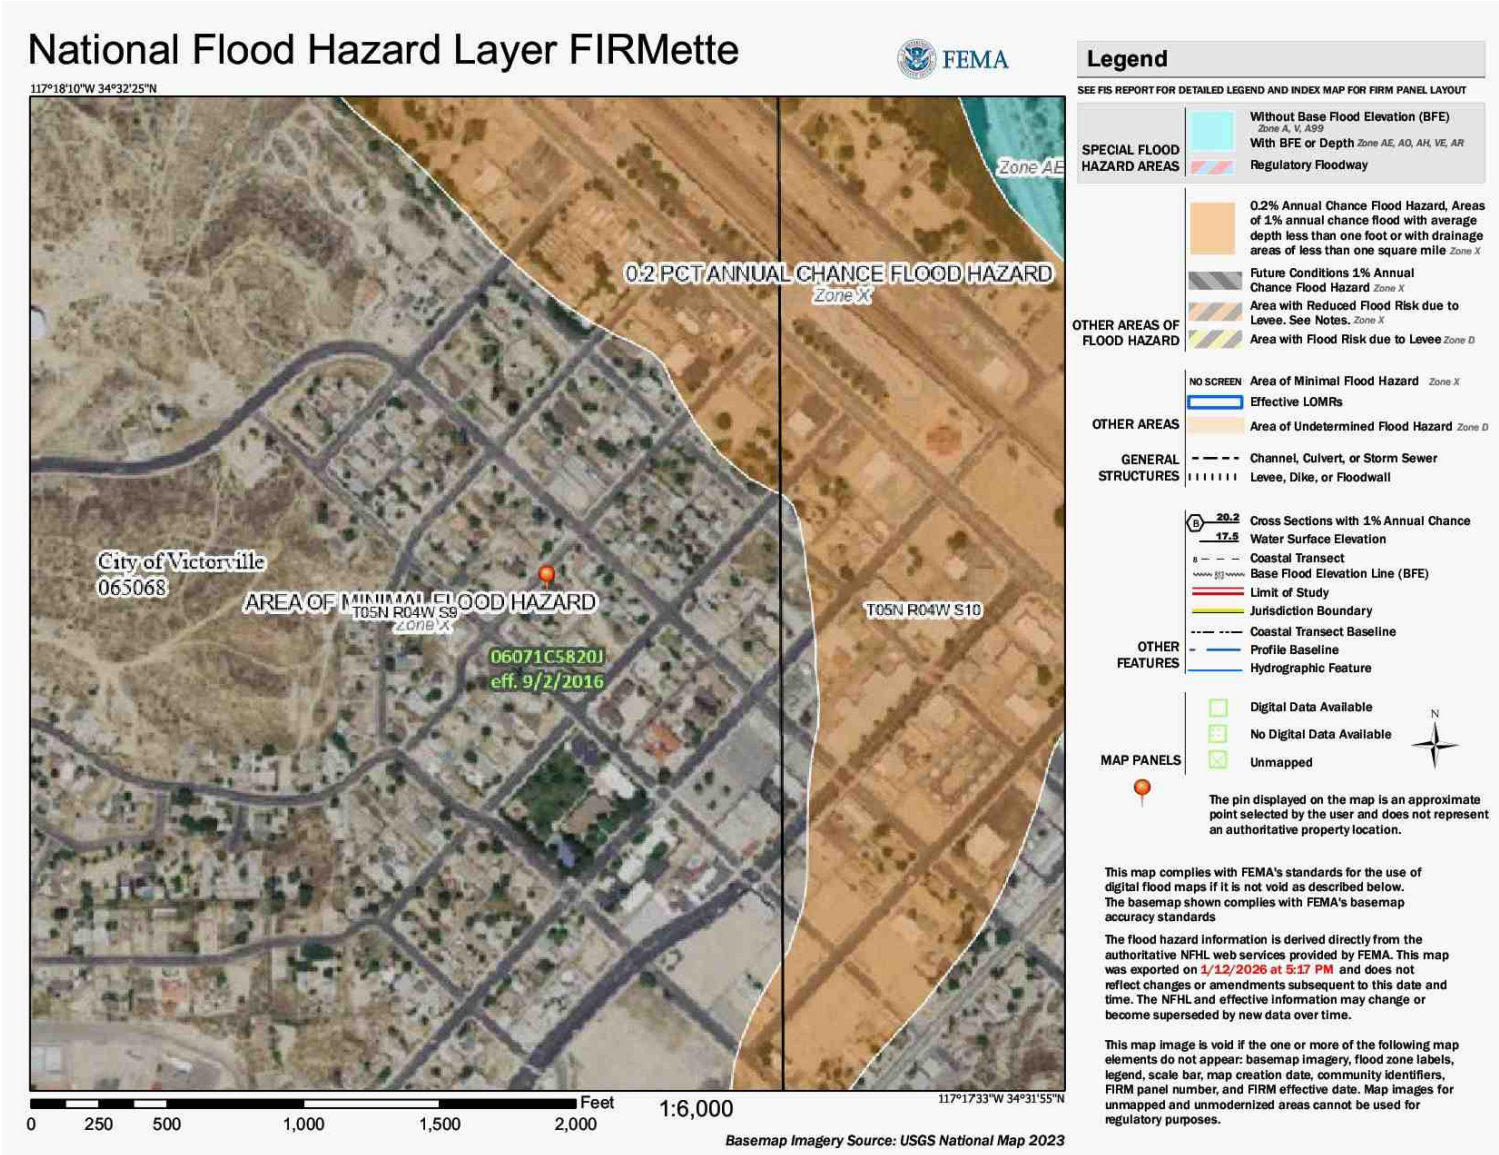 National Flood Hazard Layer FIRMette
FEMA
117°18'10"W 34°32'25"N
Zone AE
0.2 PCT ANNUAL CHANCE FLOOD HAZARD
Zone X
City of Victorville
065068
AREA OF MINIMAL FLOOD HAZARD
T05N R04W S9
Zone X
T05N R04W S10
06071C5820J
eff. 9/2/2016
117°17'33"W 34°31'55"N
Feet
1:6,000
0 250 500 1,000 1,500 2,000
Basemap Imagery Source: USGS National Map 2023
Legend
SEE FIS REPORT FOR DETAILED LEGEND AND INDEX MAP FOR FIRM PANEL LAYOUT
SPECIAL FLOOD
HAZARD AREAS
Without Base Flood Elevation (BFE)
Zone A, V, A99
With BFE or Depth Zone AE, AO, AH, VE, AR
Regulatory Floodway
0.2% Annual Chance Flood Hazard, Areas
of 1% annual chance flood with average
depth less than one foot or with drainage
areas of less than one square mile Zone X
Future Conditions 1% Annual
Chance Flood Hazard Zone X
Area with Reduced Flood Risk due to
Levee. See Notes. Zone X
Area with Flood Risk due to Levee Zone D
OTHER AREAS OF
FLOOD HAZARD
NO SCREEN Area of Minimal Flood Hazard Zone X
Effective LOMRs
OTHER AREAS
Area of Undetermined Flood Hazard Zone D
GENERAL
STRUCTURES
Channel, Culvert, or Storm Sewer
Levee, Dike, or Floodwall
B 20.2 Cross Sections with 1% Annual Chance
17.5 Water Surface Elevation
8 Coastal Transect
513 Base Flood Elevation Line (BFE)
Limit of Study
Jurisdiction Boundary
Coastal Transect Baseline
OTHER
FEATURES
Profile Baseline
Hydrographic Feature
Digital Data Available
No Digital Data Available
Unmapped
MAP PANELS
N
The pin displayed on the map is an approximate
point selected by the user and does not represent
an authoritative property location.
This map complies with FEMA's standards for the use of
digital flood maps if it is not void as described below.
The basemap shown complies with FEMA's basemap
accuracy standards
The flood hazard information is derived directly from the
authoritative NFHL web services provided by FEMA. This map
was exported on 1/12/2026 at 5:17 PM and does not
reflect changes or amendments subsequent to this date and
time. The NFHL and effective information may change or
become superseded by new data over time.
This map image is void if the one or more of the following map
elements do not appear: basemap imagery, flood zone labels,
legend, scale bar, map creation date, community identifiers,
FIRM panel number, and FIRM effective date. Map images for
unmapped and unmodernized areas cannot be used for
regulatory purposes.